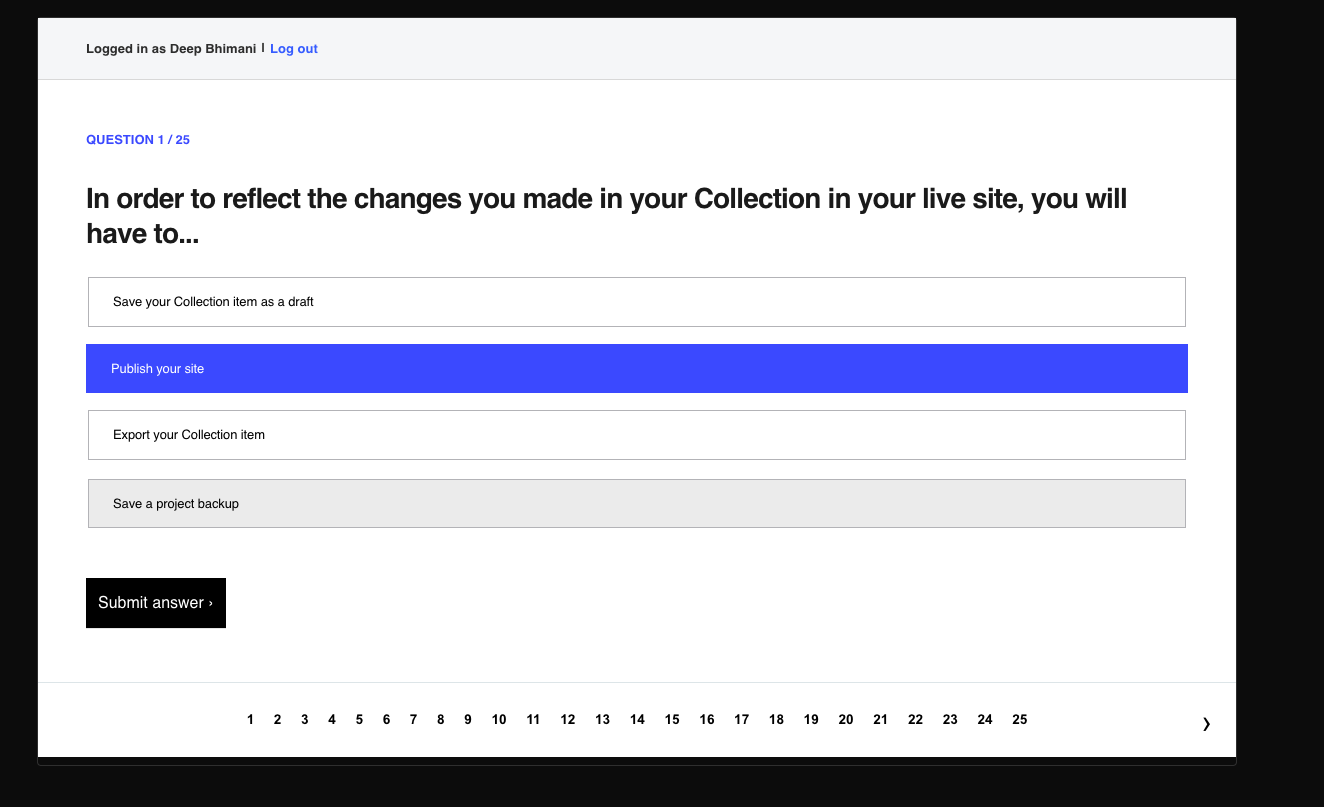 Logged in as Deep Bhimani | Log out
QUESTION 1 / 25
In order to reflect the changes you made in your Collection in your live site, you will
have to...
Save your Collection item as a draft
Publish your site
Export your Collection item
Save a project backup
Submit answer ›
1 2 3 4 5 6 7 8 9 10 11 12 13 14 15 16 17 18 19 20 21 22 23 24 25 ›